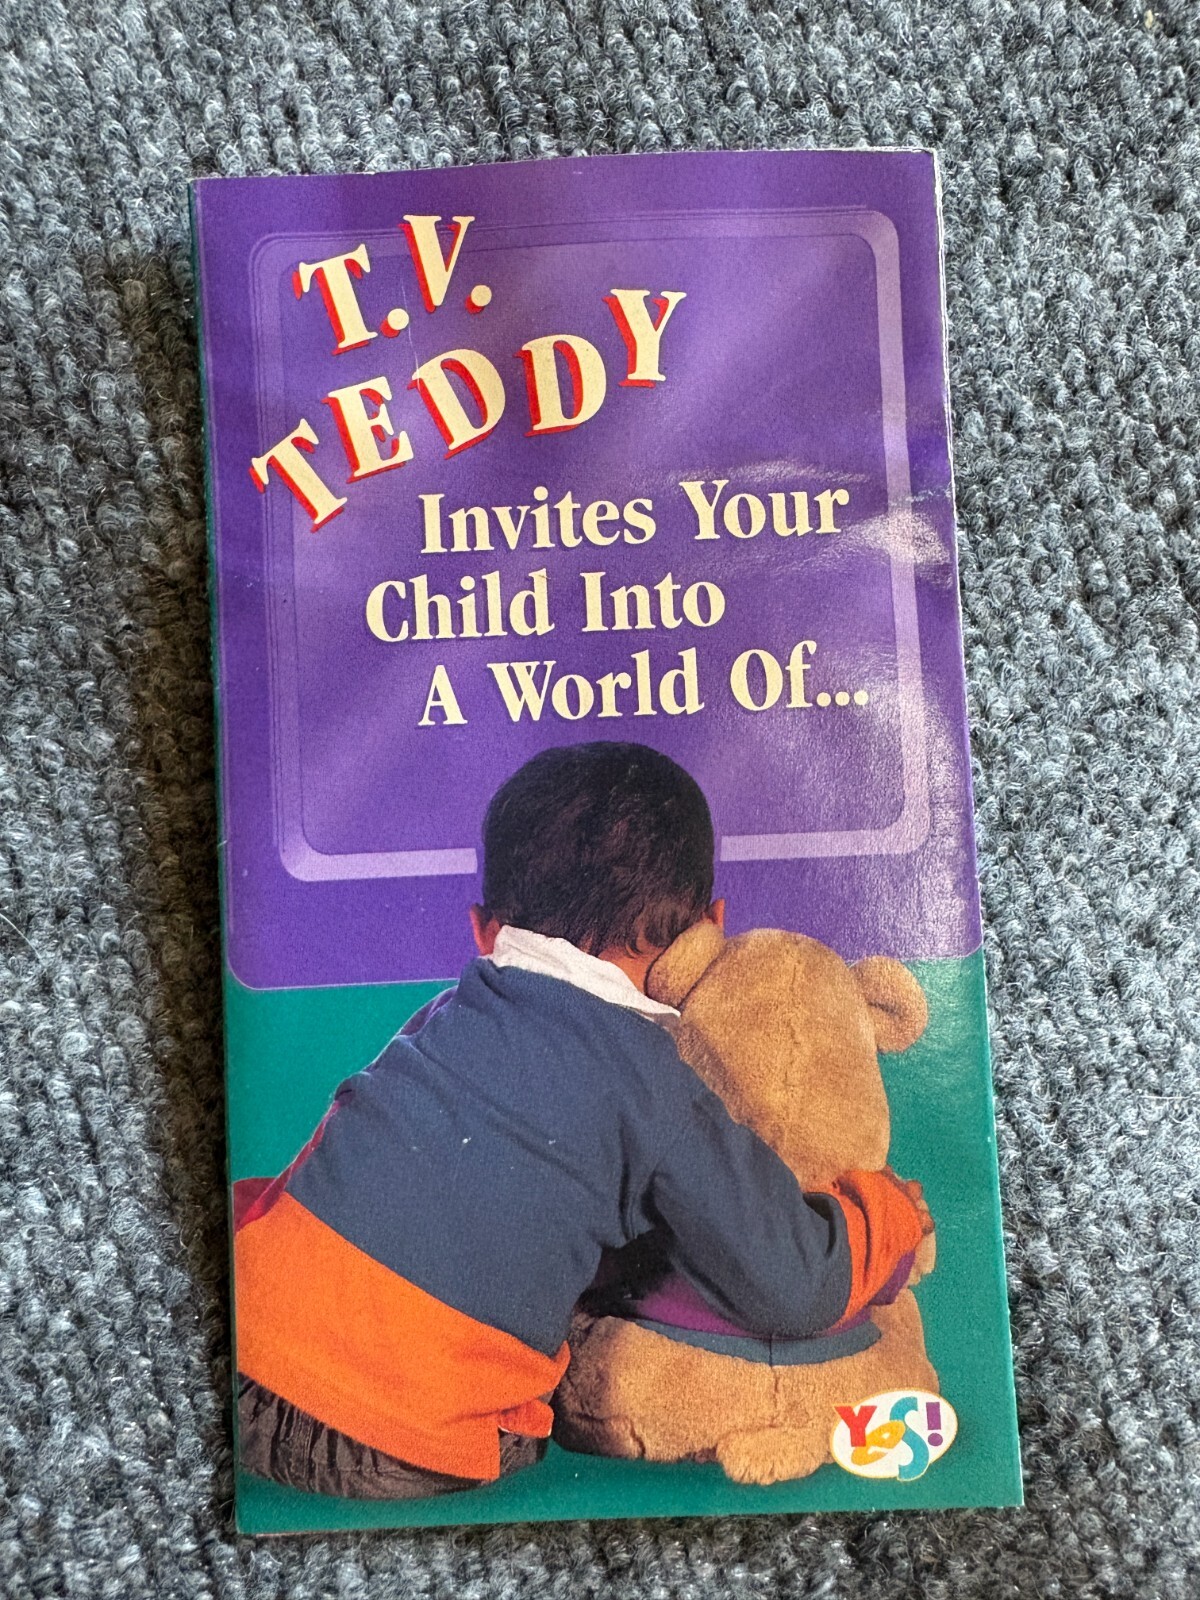 T.V.
TEDDY
Invites Your
Child Into
A World Of...
YeS!